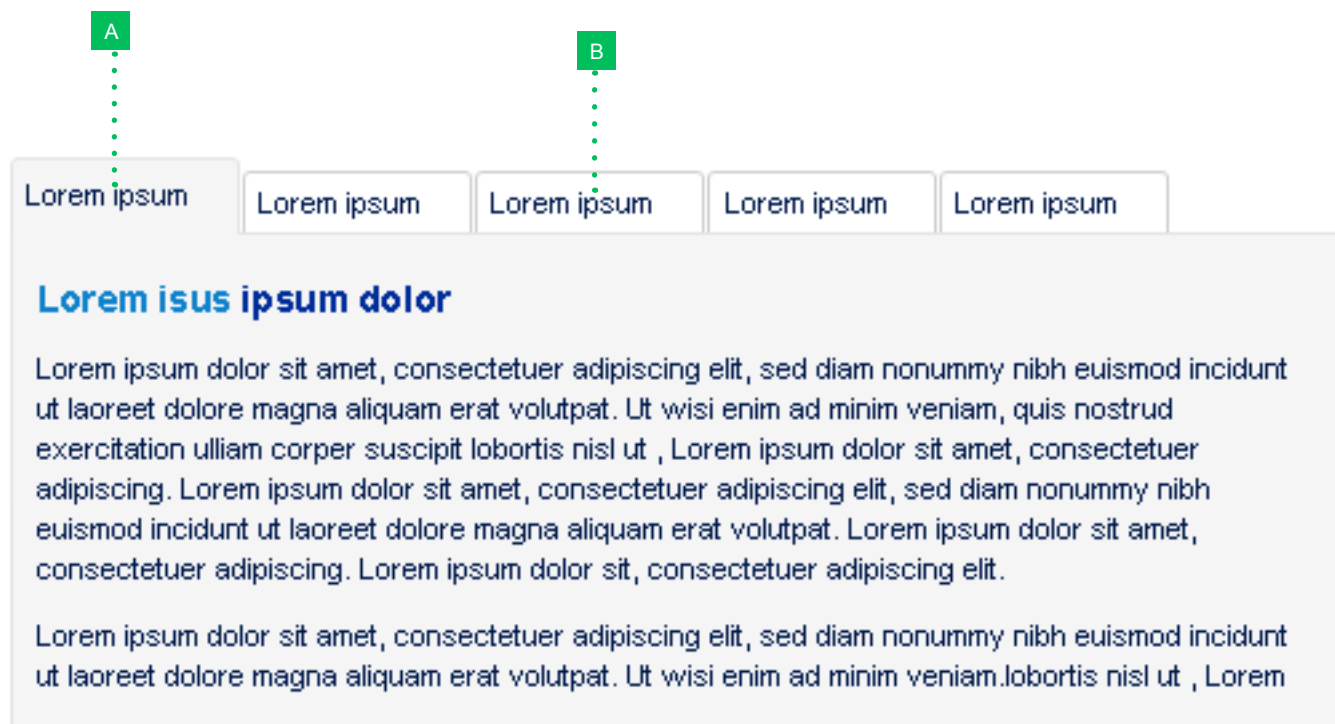 A
B
Lorem ipsum
Lorem ipsum
Lorem ipsum
Lorem ipsum
Lorem ipsum
Lorem isus ipsum dolor
Lorem ipsum dolor sit amet, consectetuer adipiscing elit, sed diam nonummy nibh euismod incidunt
ut laoreet dolore magna aliquam erat volutpat. Ut wisi enim ad minim veniam, quis nostrud
exercitation ulliam corper suscipit lobortis nisl ut , Lorem ipsum dolor sit amet, consectetuer
adipiscing. Lorem ipsum dolor sit amet, consectetuer adipiscing elit, sed diam nonummy nibh
euismod incidunt ut laoreet dolore magna aliquam erat volutpat. Lorem ipsum dolor sit amet,
consectetuer adipiscing. Lorem ipsum dolor sit, consectetuer adipiscing elit.
Lorem ipsum dolor sit amet, consectetuer adipiscing elit, sed diam nonummy nibh euismod incidunt
ut laoreet dolore magna aliquam erat volutpat. Ut wisi enim ad minim veniam.lobortis nisl ut , Lorem